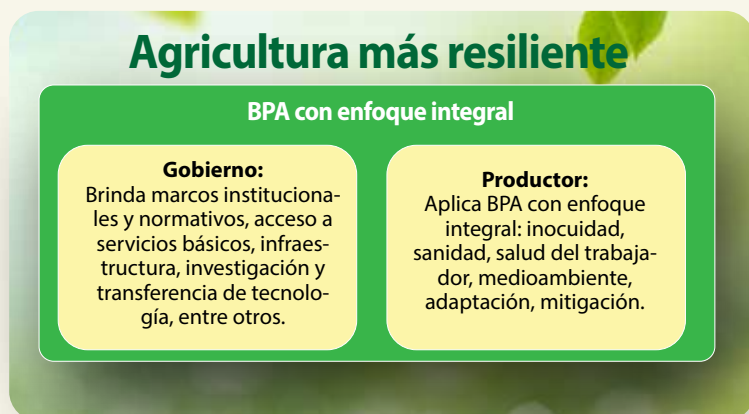 Agricultura más resiliente
BPA con enfoque integral
Gobierno:
Brinda marcos instituciona-
les y normativos, acceso a
servicios básicos, infraes-
tructura, investigación y
transferencia de tecnolo-
gía, entre otros.
Productor:
Aplica BPA con enfoque
integral: inocuidad,
sanidad, salud del trabaja-
dor, medioambiente,
adaptación, mitigación.